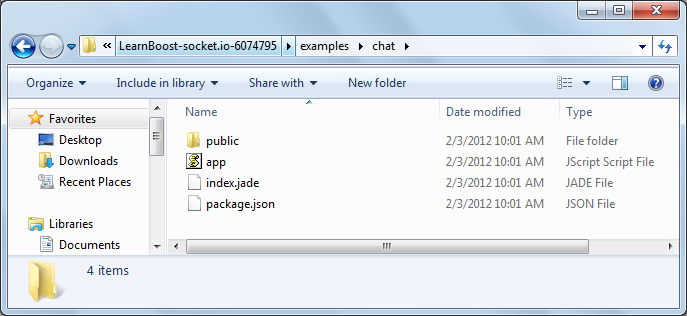 « LearnBoost-socket.io-6074795 examples chat
Organize Include in library Share with New folder
Name Date modified Type
Favorites
Desktop
Downloads
Recent Places
Libraries
Documents
public 2/3/2012 10:01 AM File folder
app 2/3/2012 10:01 AM JScript Script File
index.jade 2/3/2012 10:01 AM JADE File
package.json 2/3/2012 10:01 AM JSON File
4 items